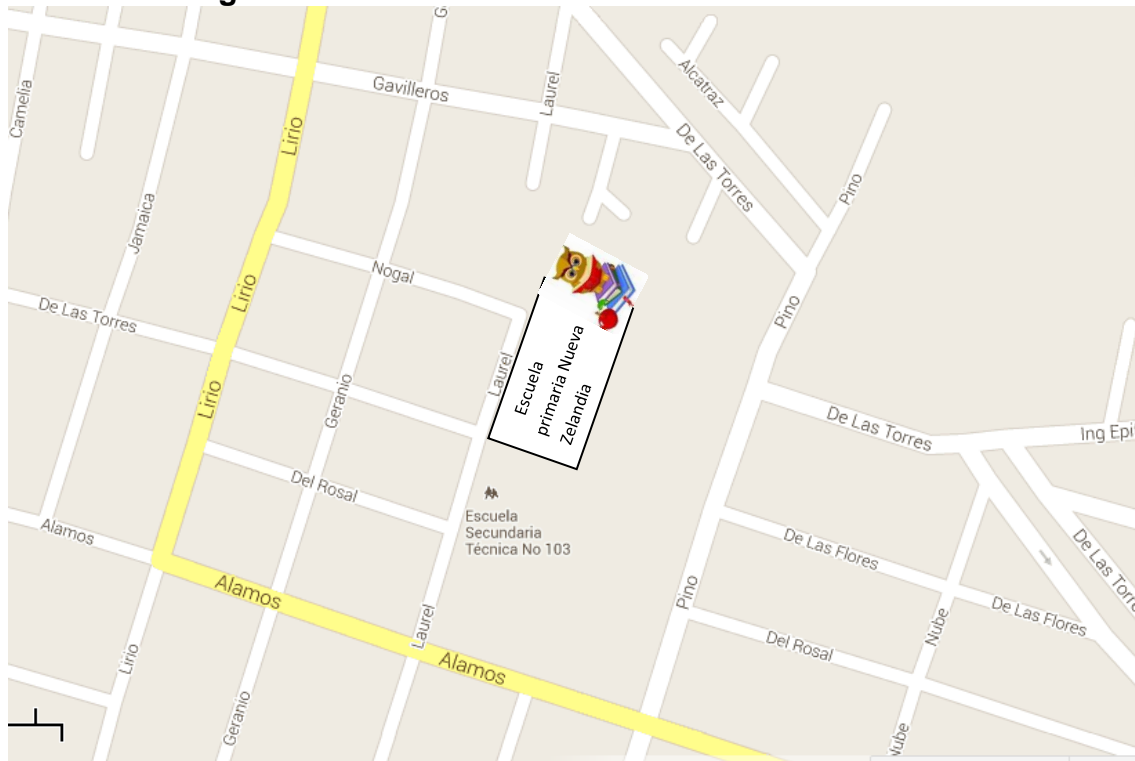 g
G
Gavilleros
Laurel
Alcatraz
Camelia
Lirio
De Las Torres
Pino
Jamaica
Nogal
Lirio
Pino
De Las Torres
Escuela
primaria Nueva
Zelandia
Laurel
Geranio
Lirio
De Las Torres
Ing Epi
Del Rosal
Escuela
Secundaria
Técnica No 103
Alamos
De Las Flores
De Las Torre
Alamos
Pino
De Las Flores
Nube
Laurel
Del Rosal
Lirio
Alamos
Geranio
Nube